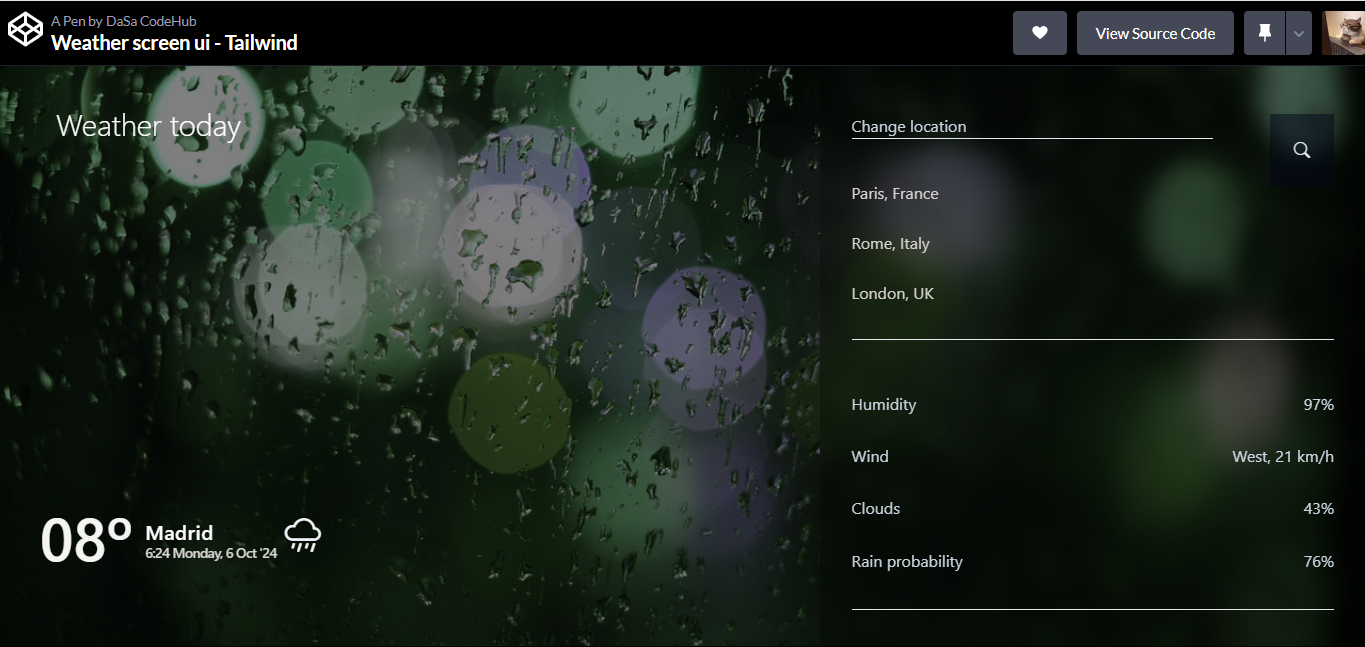 A Pen by DaSa CodeHub
Weather screen ui - Tailwind
View Source Code
Weather today
08°
Madrid
6:24 Monday, 6 Oct '24
Change location
Paris, France
Rome, Italy
London, UK
Humidity 97%
Wind West, 21 km/h
Clouds 43%
Rain probability 76%